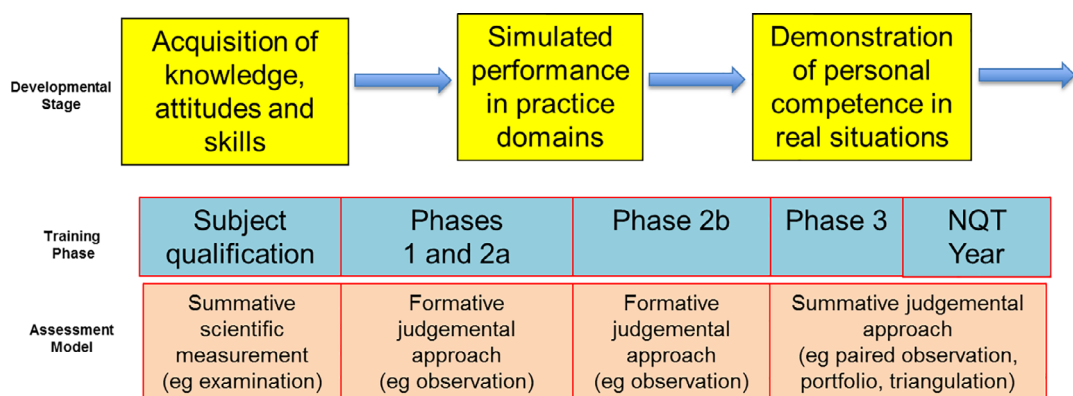 Developmental
Stage
Acquisition of
knowledge,
attitudes and
skills
Simulated
performance
in practice
domains
Demonstration
of personal
competence in
real situations
Training
Phase
Subject
qualification
Phases
1 and 2a
Phase 2b
Phase 3
NQT
Year
Assessment
Model
Summative
scientific
measurement
(eg examination)
Formative
judgemental
approach
(eg observation)
Formative
judgemental
approach
(eg observation)
Summative judgemental
approach
(eg paired observation,
portfolio, triangulation)